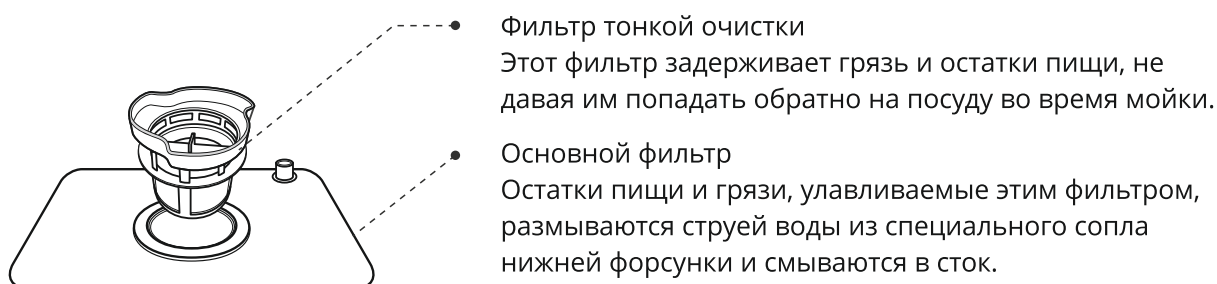 Фильтр тонкой очистки
Этот фильтр задерживает грязь и остатки пищи, не
давая им попадать обратно на посуду во время мойки.
Основной фильтр
Остатки пищи и грязи, улавливаемые этим фильтром,
размываются струей воды из специального сопла
нижней форсунки и смываются в сток.